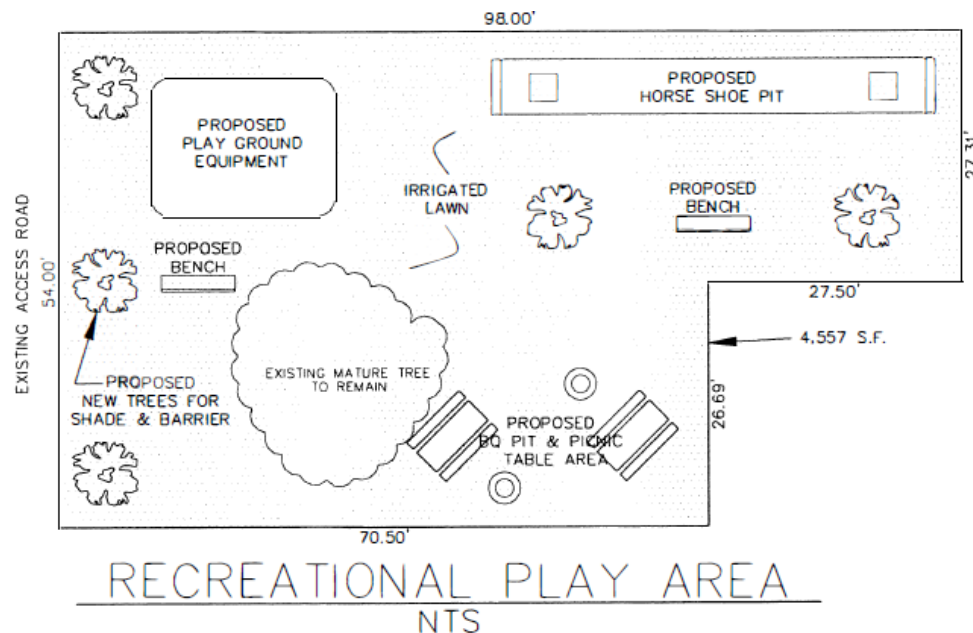 98.00'
PROPOSED
HORSE SHOE PIT
PROPOSED
PLAY GROUND
EQUIPMENT
27.31'
IRRIGATED
LAWN
PROPOSED
BENCH
EXISTING ACCESS ROAD
54.00'
PROPOSED
BENCH
27.50'
4,557 S.F.
EXISTING MATURE TREE
TO REMAIN
PROPOSED
NEW TREES FOR
SHADE & BARRIER
26.69'
PROPOSED
BQ PIT & PICNIC
TABLE AREA
70.50'
RECREATIONAL PLAY AREA
NTS